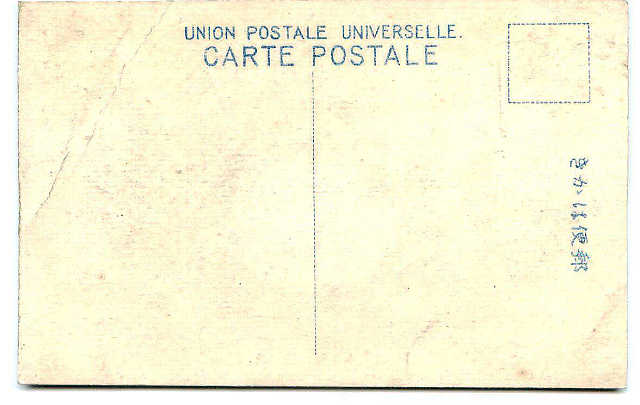 UNION POSTALE UNIVERSELLE.
CARTE POSTALE
郵便はかき